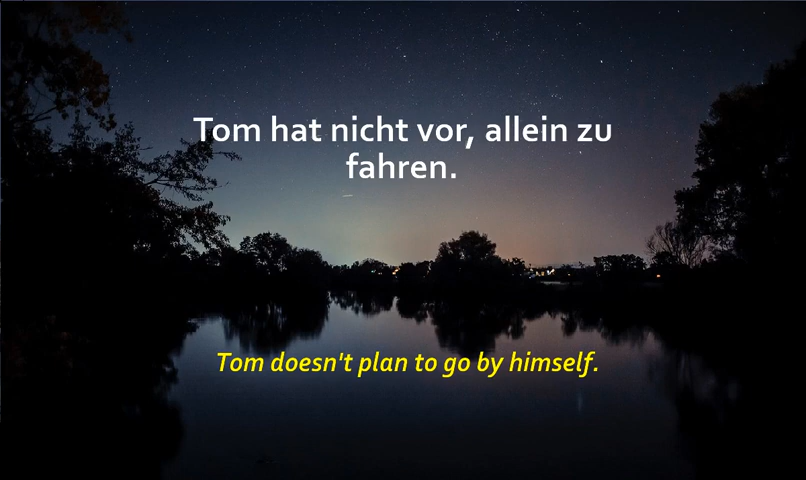 Tom hat nicht vor, allein zu
fahren.
Tom doesn't plan to go by himself.